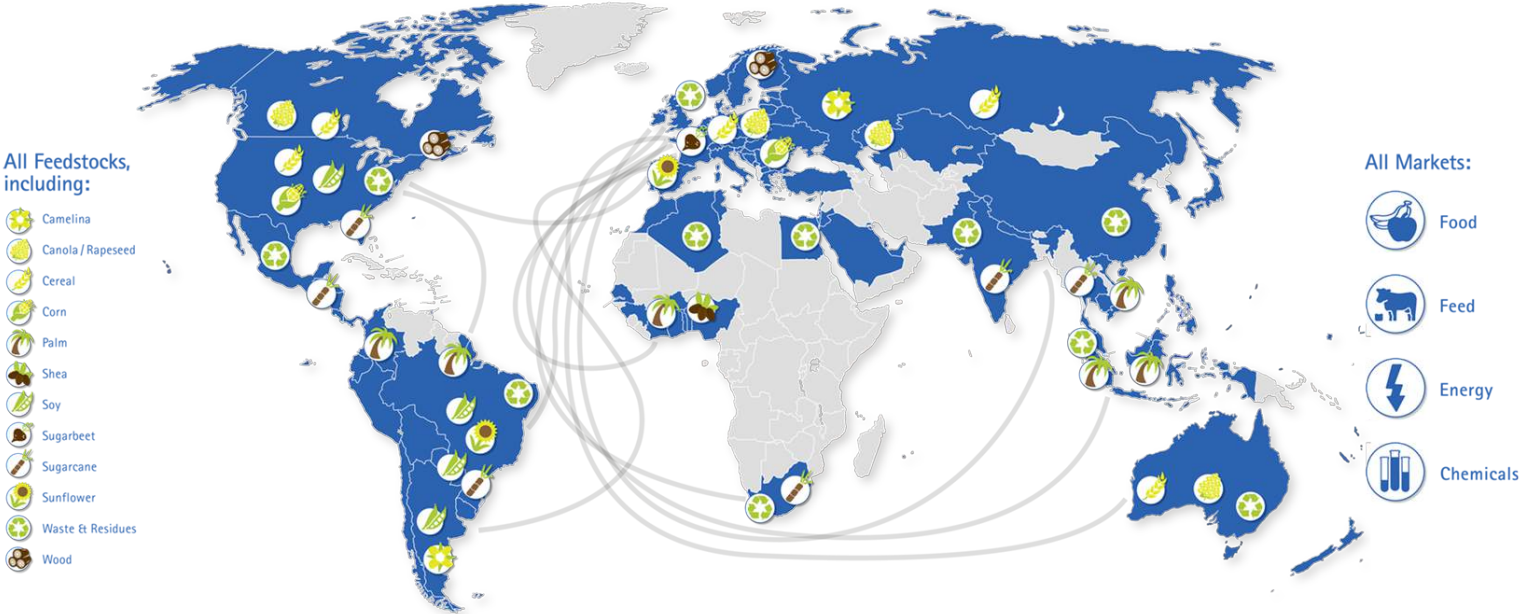 All Feedstocks,
including:
Camelina
Canola / Rapeseed
Cereal
Corn
Palm
Shea
Soy
Sugarbeet
Sugarcane
Sunflower
Waste & Residues
Wood
All Markets:
Food
Feed
Energy
Chemicals